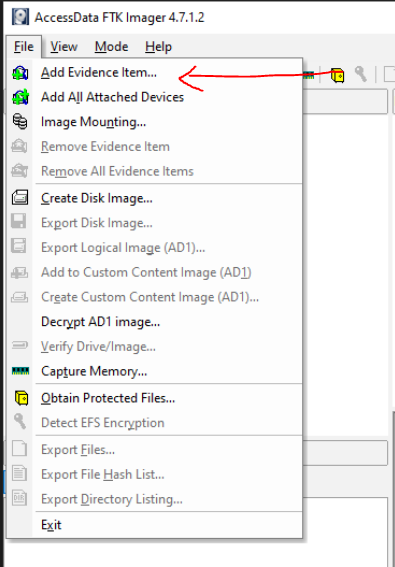 AccessData FTK Imager 4.7.1.2
File View Mode Help
Add Evidence Item...
Add All Attached Devices
Image Mounting...
Remove Evidence Item
Remove All Evidence Items
Create Disk Image...
Export Disk Image...
Export Logical Image (AD1)...
Add to Custom Content Image (AD1)
Create Custom Content Image (AD1)...
Decrypt AD1 image...
Verify Drive/Image...
Capture Memory...
Obtain Protected Files...
Detect EFS Encryption
Export Files...
Export File Hash List...
Export Directory Listing...
Exit